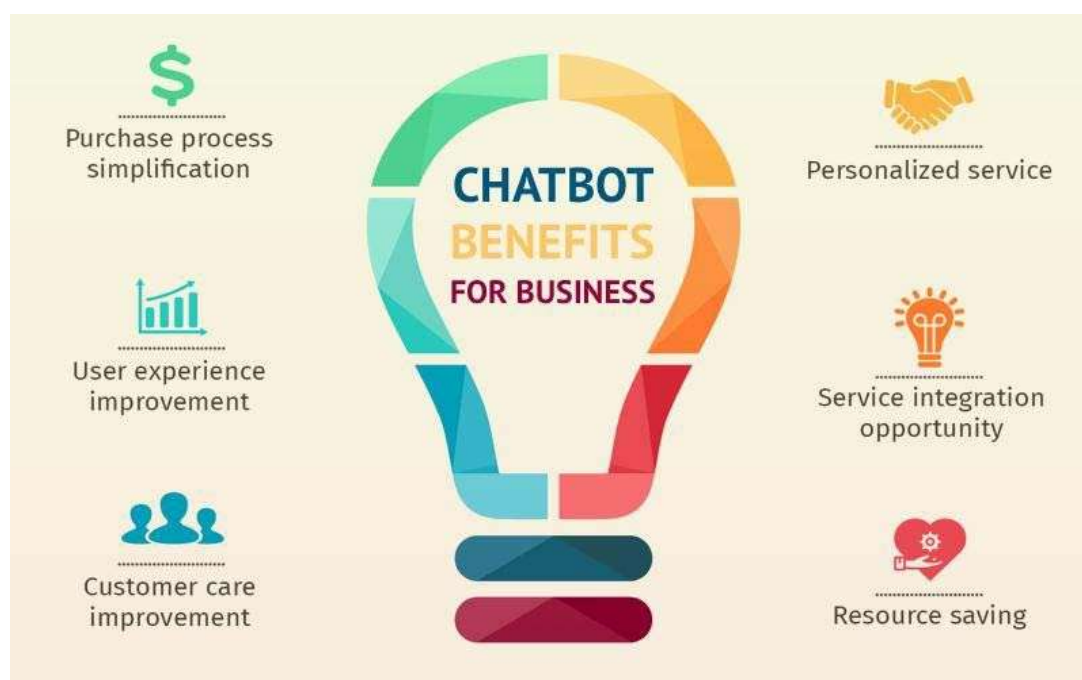 CHATBOT
BENEFITS
FOR BUSINESS
Purchase process
simplification
User experience
improvement
Customer care
improvement
Personalized service
Service integration
opportunity
Resource saving